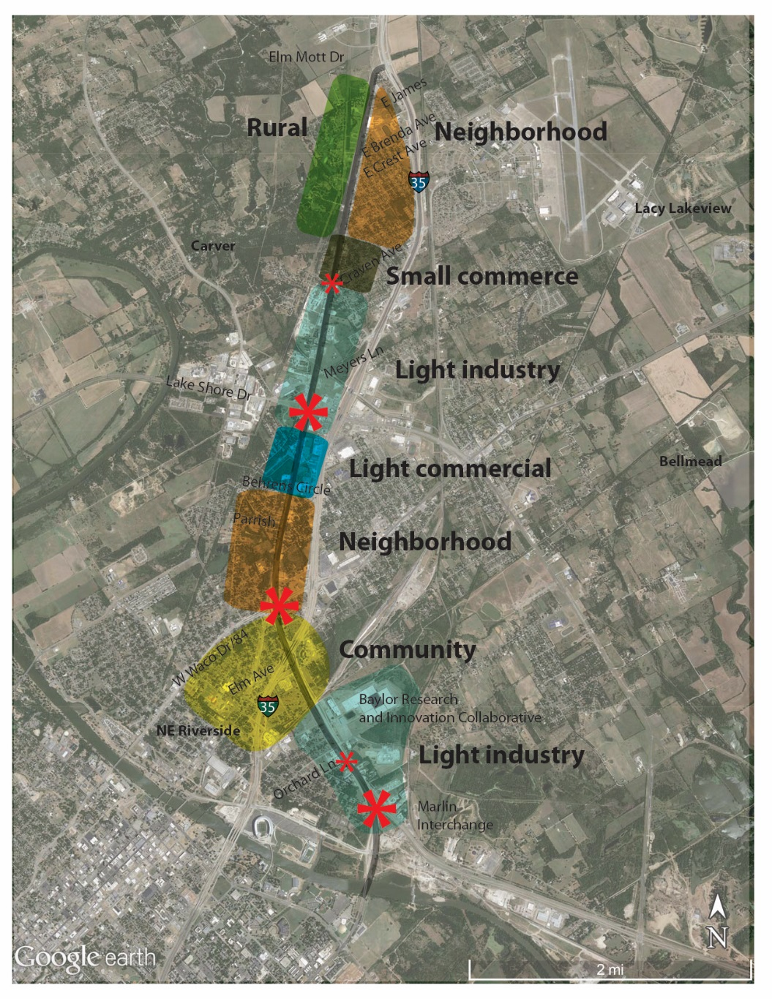 Elm Mott Dr
E James
Rural
E Brenda Ave
Neighborhood
E Crest Ave
35
Lacy Lakeview
Carver
Craven Ave
Small commerce
Meyers Ln
Light industry
Lake Shore Dr
Bellmead
Light commercial
Behrens Circle
Parrish
Neighborhood
W Waco Dr/84
Community
Elm Ave
35
Baylor Research
and Innovation Collaborative
NE Riverside
Light industry
Orchard Ln
Marlin
Interchange
N
Google earth
2 mi